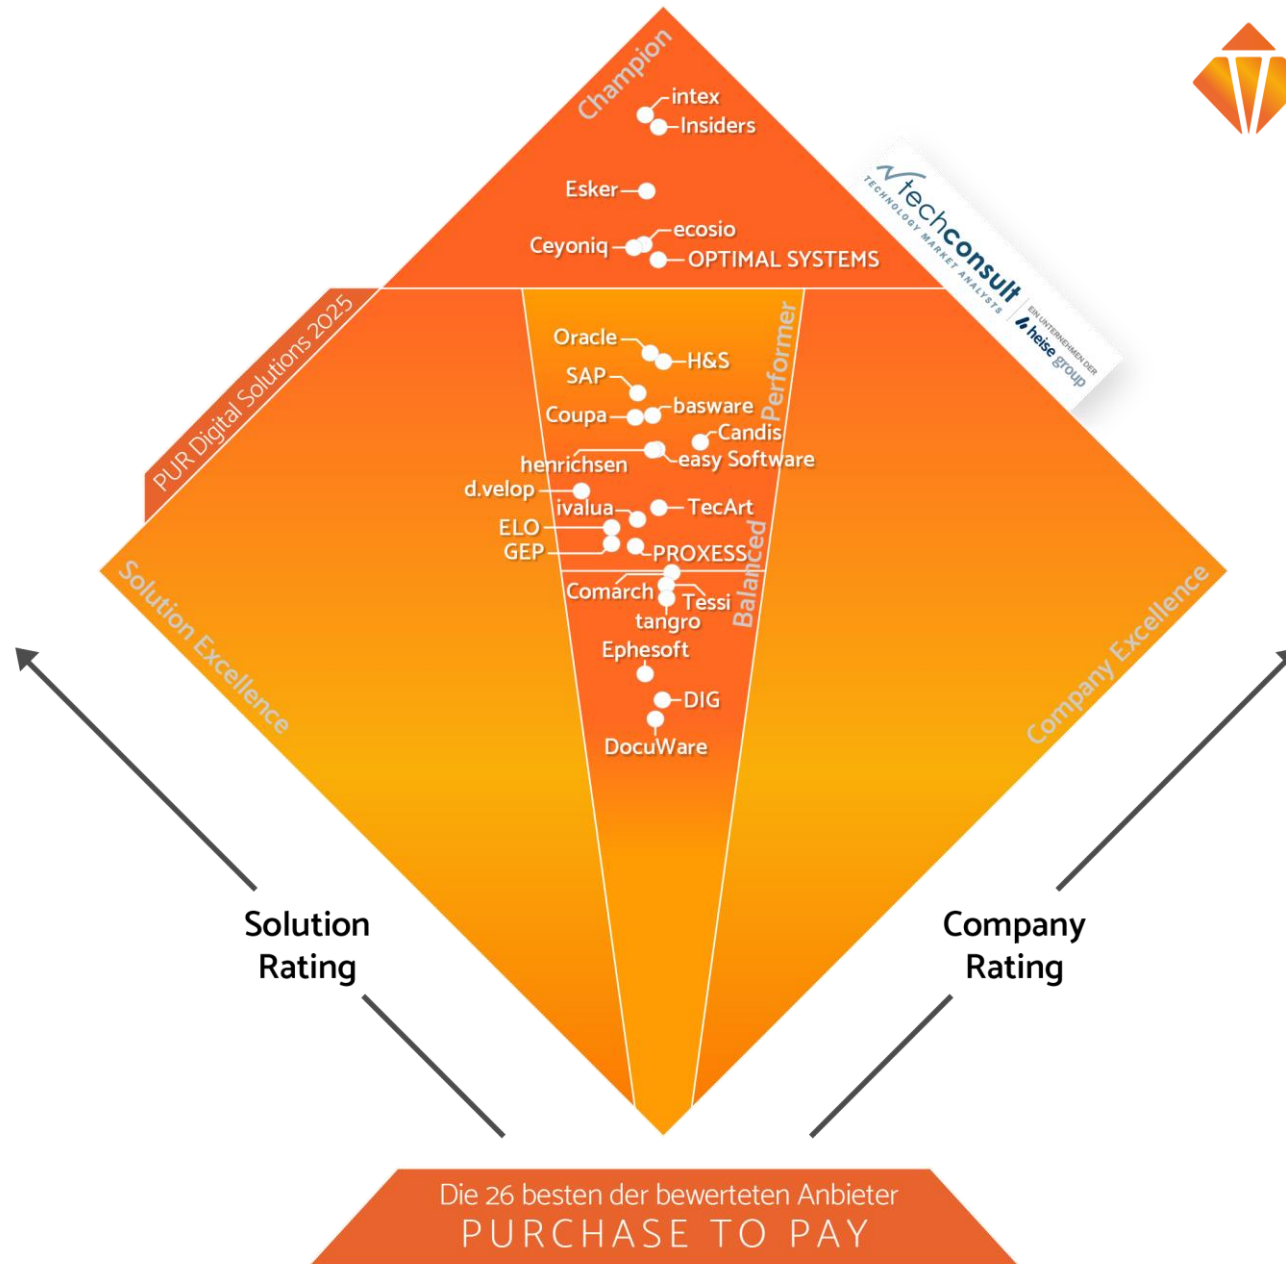 Champion
intex
Insiders
Esker
ecosio
Ceyoniq
OPTIMAL SYSTEMS
techconsult
TECHNOLOGY MARKET ANALYSTS
EIN UNTERNEHMEN DER
heise group
PUR Digital Solutions 2025
Performer
Oracle
H&S
SAP
basware
Coupa
Candis
easy Software
henrichsen
d.velop
ivalua
TecArt
ELO
GEP
PROXESS
Balanced
Comarch
Tessi
tangro
Ephesoft
DIG
DocuWare
Solution Excellence
Company Excellence
Solution
Rating
Company
Rating
Die 26 besten der bewerteten Anbieter
PURCHASE TO PAY